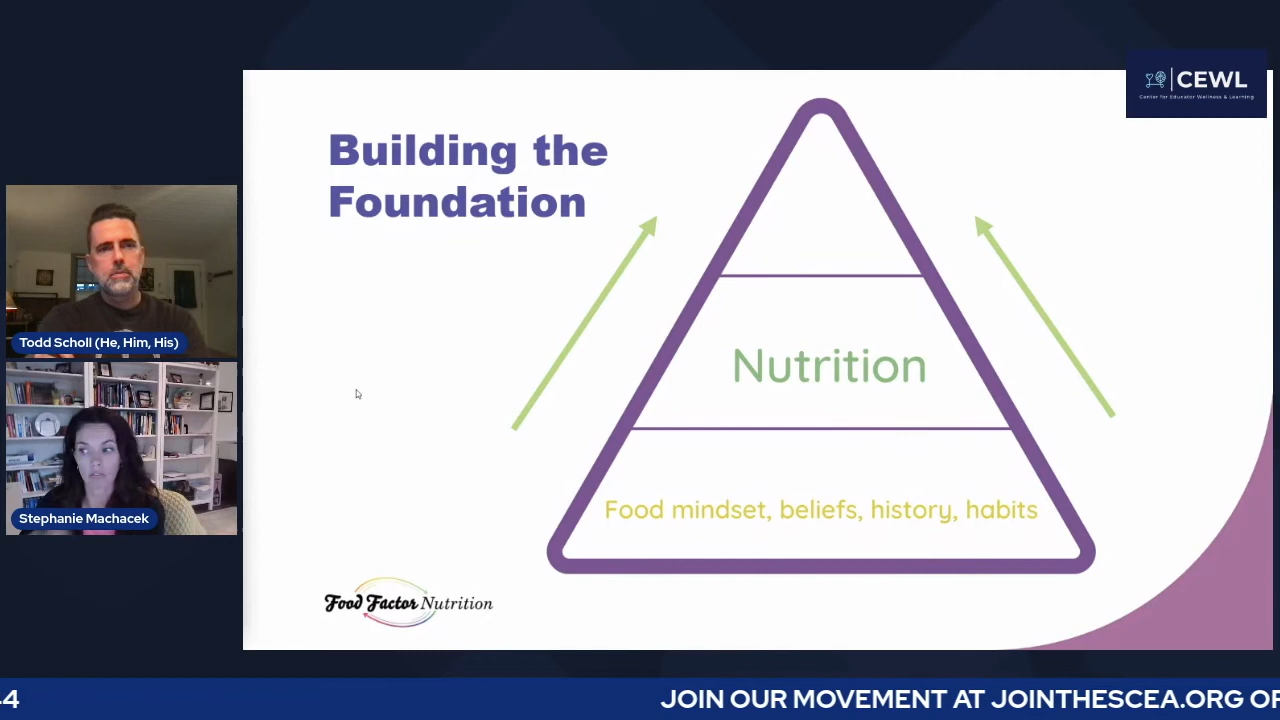 CEWL
Center for Educator Wellness & Learning
Building the
Foundation
Nutrition
Food mindset, beliefs, history, habits
Food Factor Nutrition
Todd Scholl (He, Him, His)
Stephanie Machacek
4
JOIN OUR MOVEMENT AT JOINTHESCEA.ORG